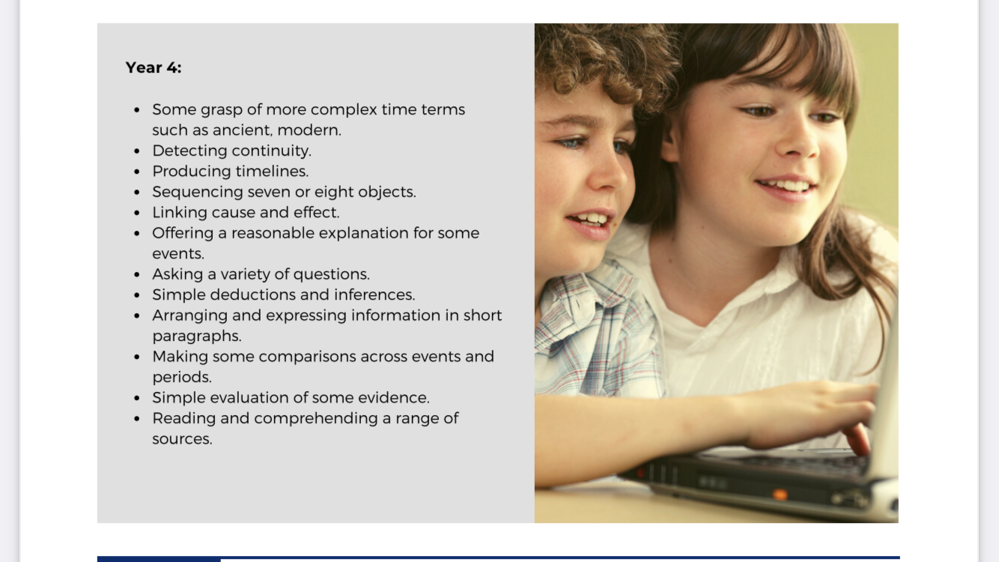 Year 4:
• Some grasp of more complex time terms
such as ancient, modern.
• Detecting continuity.
• Producing timelines.
• Sequencing seven or eight objects.
• Linking cause and effect.
• Offering a reasonable explanation for some
events.
• Asking a variety of questions.
• Simple deductions and inferences.
• Arranging and expressing information in short
paragraphs.
• Making some comparisons across events and
periods.
• Simple evaluation of some evidence.
• Reading and comprehending a range of
sources.